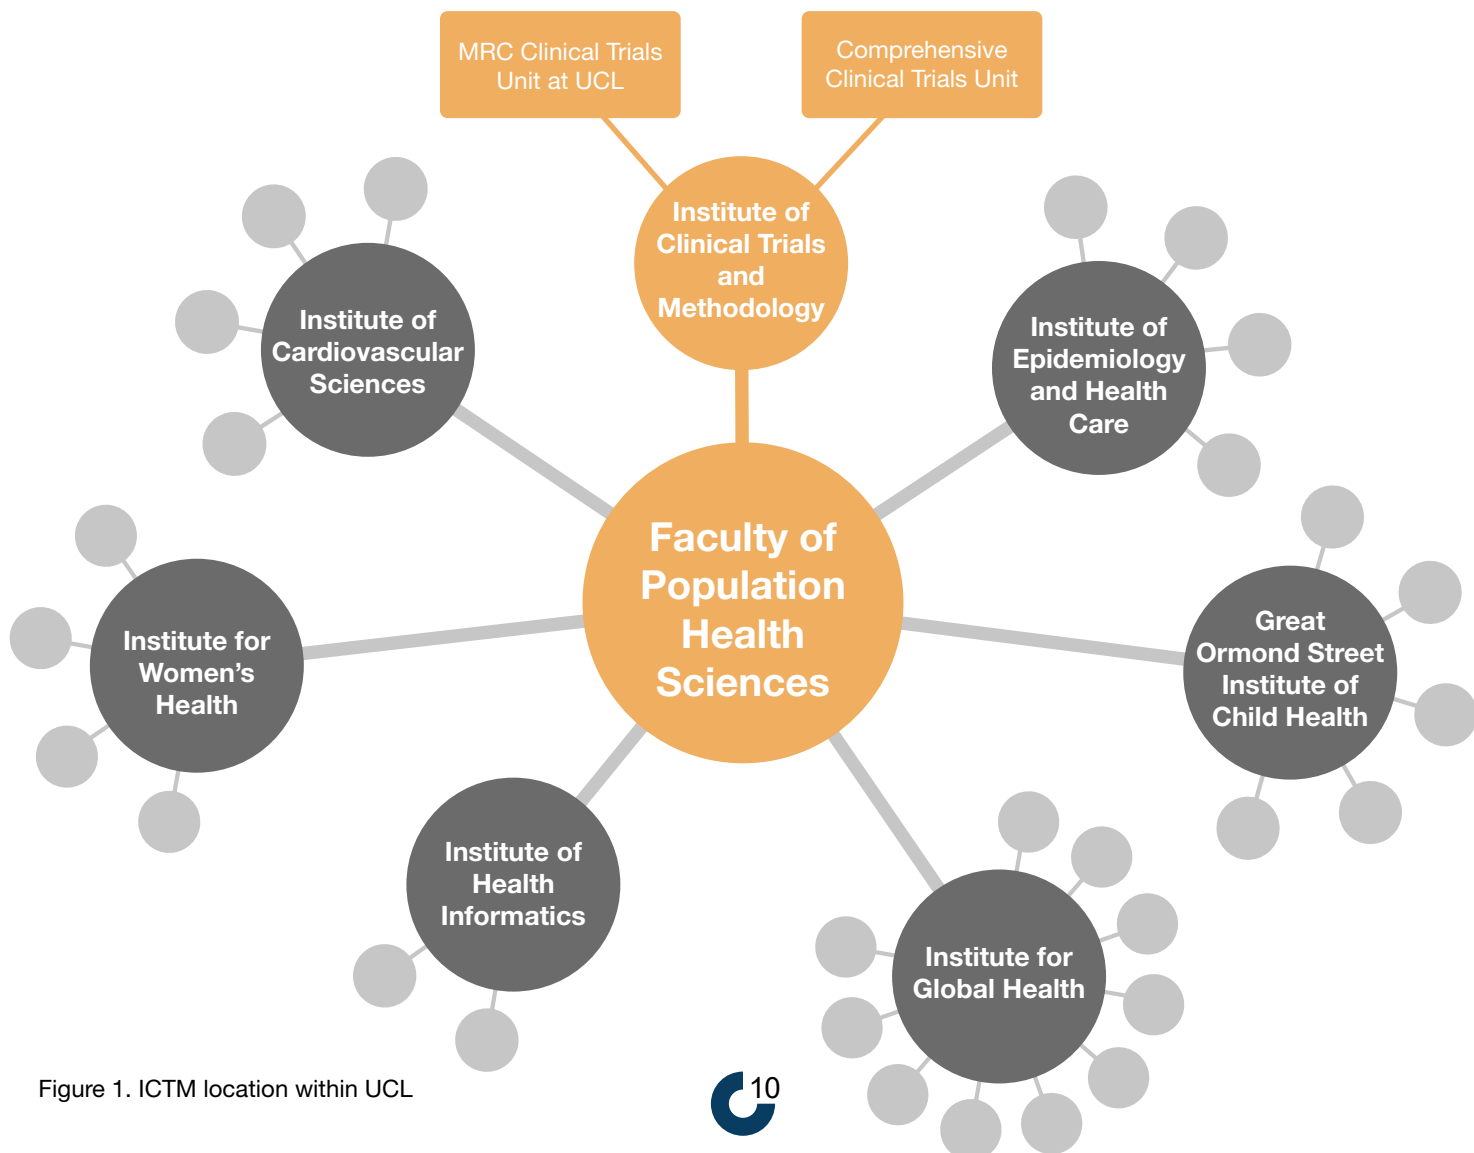 MRC Clinical Trials
Unit at UCL
Comprehensive
Clinical Trials Unit
Institute of
Clinical Trials
and
Methodology
Institute of
Cardiovascular
Sciences
Institute of
Epidemiology
and Health
Care
Faculty of
Population
Health
Sciences
Institute for
Women’s
Health
Great
Ormond Street
Institute of
Child Health
Institute of
Health
Informatics
Institute for
Global Health
Figure 1. ICTM location within UCL
10